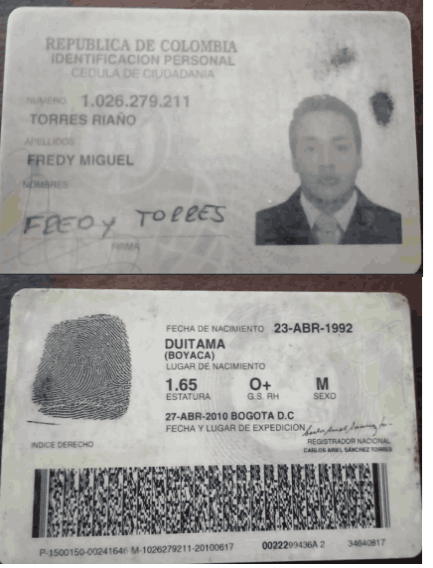 REPUBLICA DE COLOMBIA
IDENTIFICACION PERSONAL
CEDULA DE CIUDADANIA
NUMERO 1.026.279.211
TORRES RIAÑO
APELLIDOS
FREDY MIGUEL
NOMBRES
FREDY TORRES
FIRMA
FECHA DE NACIMIENTO 23-ABR-1992
DUITAMA
(BOYACA)
LUGAR DE NACIMIENTO
1.65 O+ M
ESTATURA G.S. RH SEXO
27-ABR-2010 BOGOTA D.C
FECHA Y LUGAR DE EXPEDICION
INDICE DERECHO
REGISTRADOR NACIONAL
CARLOS ARIEL SÁNCHEZ TORRES
P-1500150-00241646 M-1026279211-20100617 0022299436A 2 34640817